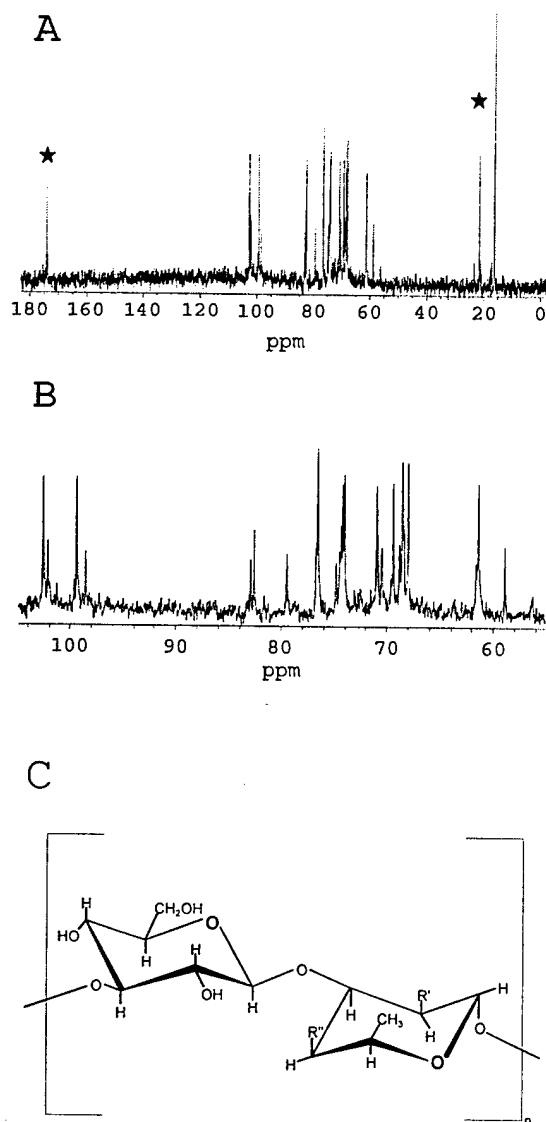 A
★ ★
180 160 140 120 100 80 60 40 20 0
ppm
B
100 90 80 70 60
ppm
C
H CH₂OH O
HO H H
O H OH H O
H R' H
R'' CH₃ H O
H H O
n